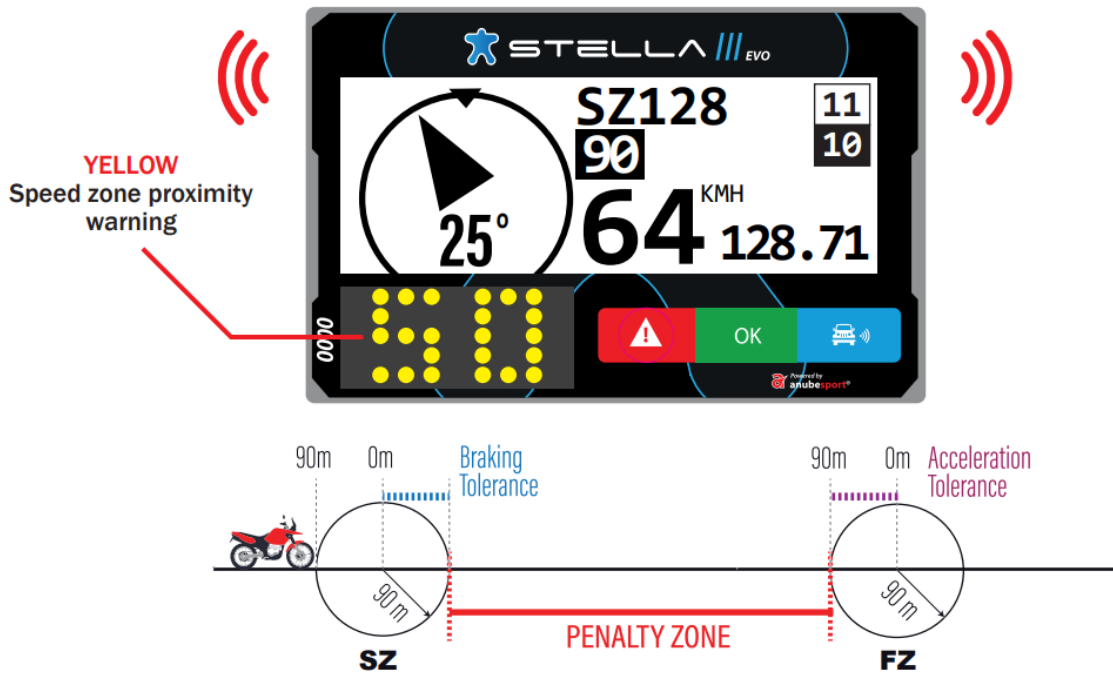 STELLA III EVO
SZ128
11
10
90
64 KMH
128.71
25°
YELLOW
Speed zone proximity
warning
0000
50
OK
Powered by
anubesport®
90m 0m Braking
Tolerance
90m 0m Acceleration
Tolerance
90 m
90 m
PENALTY ZONE
SZ
FZ